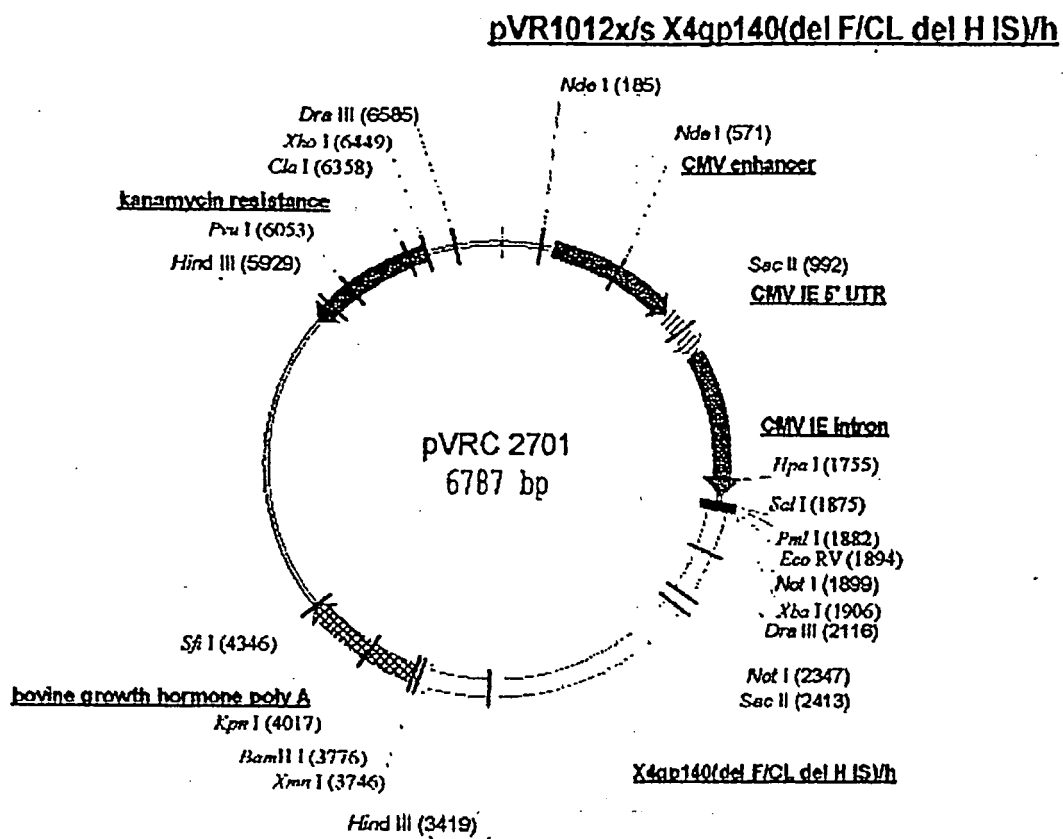 pVR1012x/s X4gp140(del F/CL del H IS)/h
Nde I (185)
Dra III (6585)
Nde I (571)
Xho I (6449)
CMV enhancer
Cla I (6358)
kanamycin resistance
Pvu I (6053)
Hind III (5929)
Sac II (992)
CMV IE 5' UTR
CMV IE Intron
pVRC 2701
6787 bp
Hpa I (1755)
Sal I (1875)
Pml I (1882)
Eco RV (1894)
Not I (1899)
Xba I (1906)
Dra III (2116)
Sfi I (4346)
Not I (2347)
bovine growth hormone poly A
Sac II (2413)
Kpn I (4017)
BamH I (3776)
Xmn I (3746)
X4gp140(del F/CL del H IS)/h
Hind III (3419)